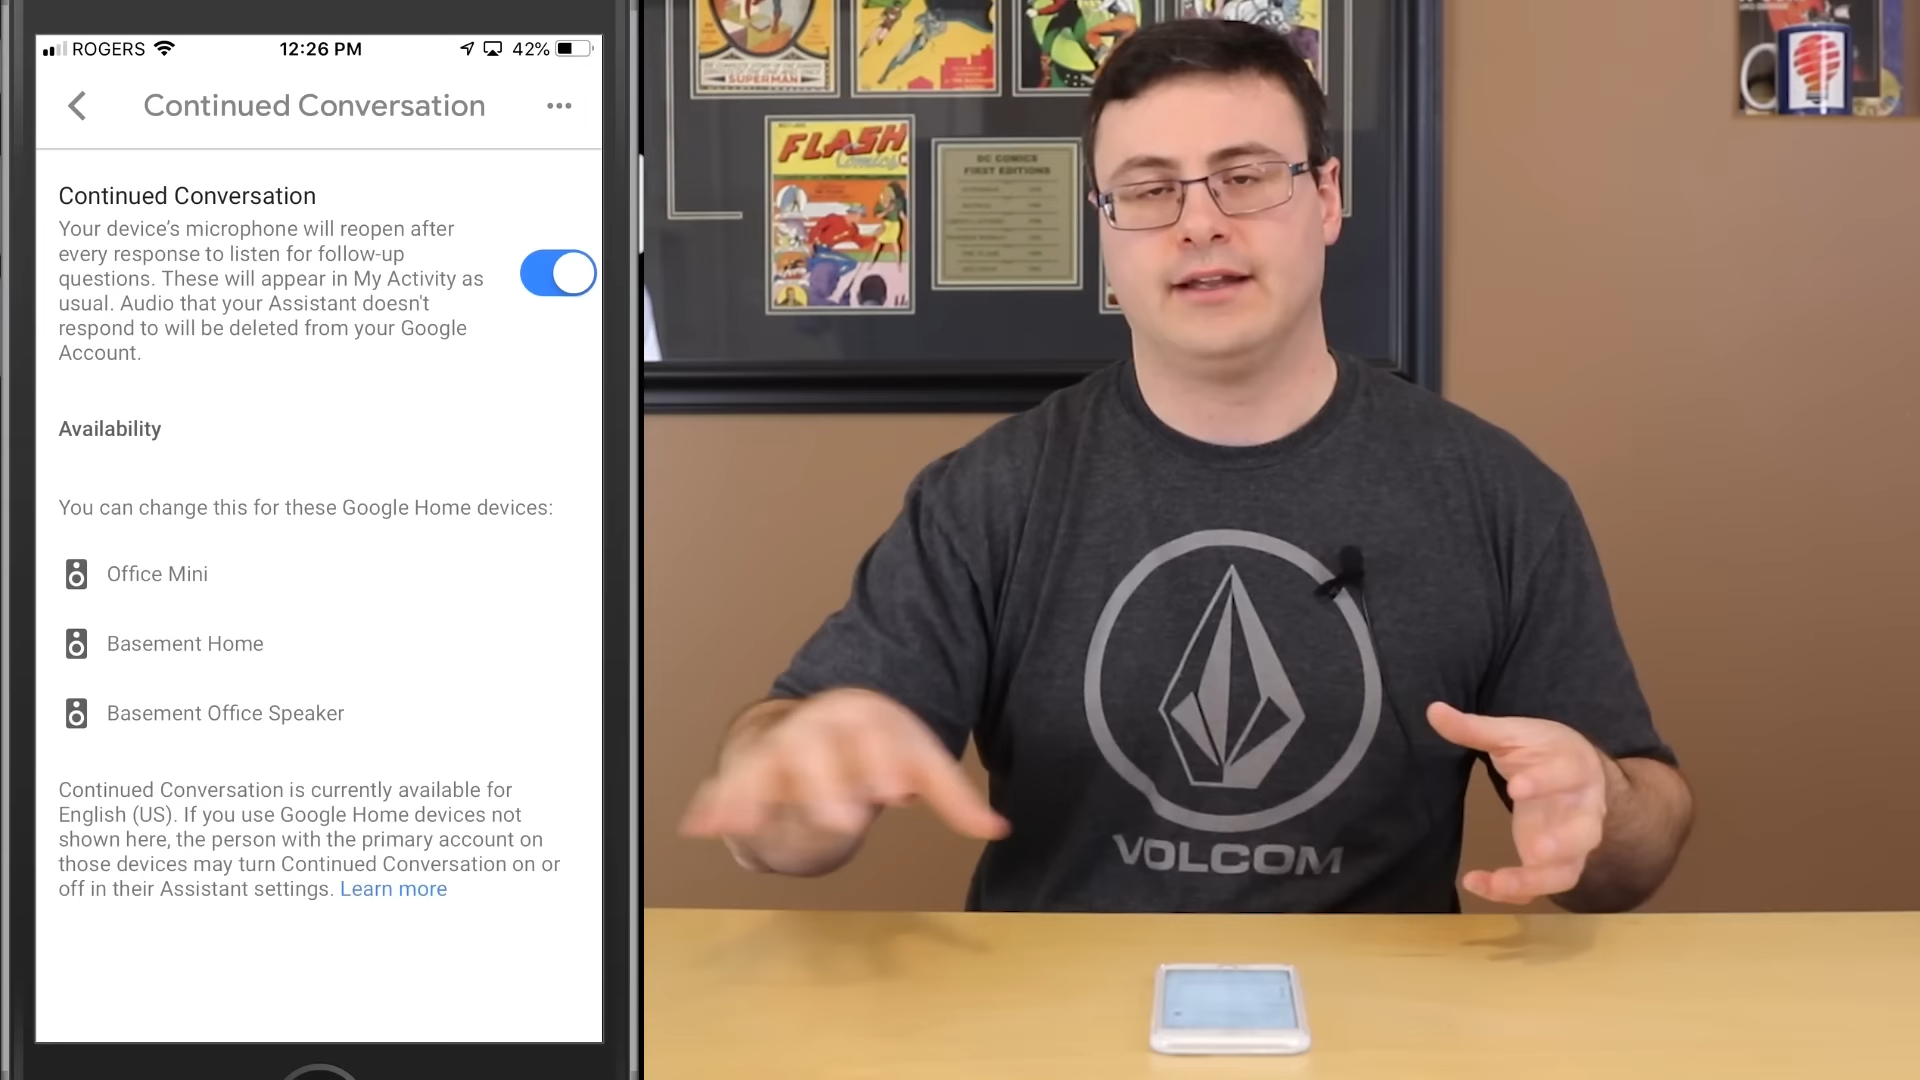 ROGERS 12:26 PM 42%
Continued Conversation
Continued Conversation
Your device's microphone will reopen after
every response to listen for follow-up
questions. These will appear in My Activity as
usual. Audio that your Assistant doesn't
respond to will be deleted from your Google
Account.
Availability
You can change this for these Google Home devices:
Office Mini
Basement Home
Basement Office Speaker
Continued Conversation is currently available for
English (US). If you use Google Home devices not
shown here, the person with the primary account on
those devices may turn Continued Conversation on or
off in their Assistant settings. Learn more
SUPERMAN
FLASH
Comics
DC COMICS
FIRST EDITIONS
VOLCOM